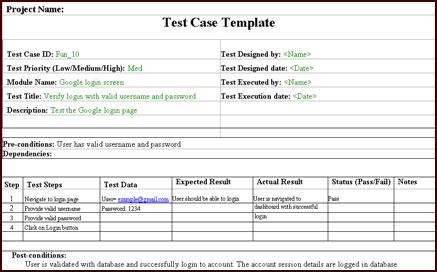 Project Name:
Test Case Template
Test Case ID: Fun_10 Test Designed by: <Name>
Test Priority (Low/Medium/High): Med Test Designed date: <Date>
Module Name: Google login screen Test Executed by: <Name>
Test Title: Verify login with valid username and password Test Execution date: <Date>
Description: Test the Google login page
Pre-conditions: User has valid username and password
Dependencies:
Step Test Steps Test Data Expected Result Actual Result Status (Pass/Fail) Notes
1 Navigate to login page User= example@gmail.com User should be able to login User is navigated to Pass
2 Provide valid username Password: 1234 dashboard with successful
3 Provide valid password login
4 Click on Login button
Post-conditions:
User is validated with database and successfully login to account. The account session details are logged in database.